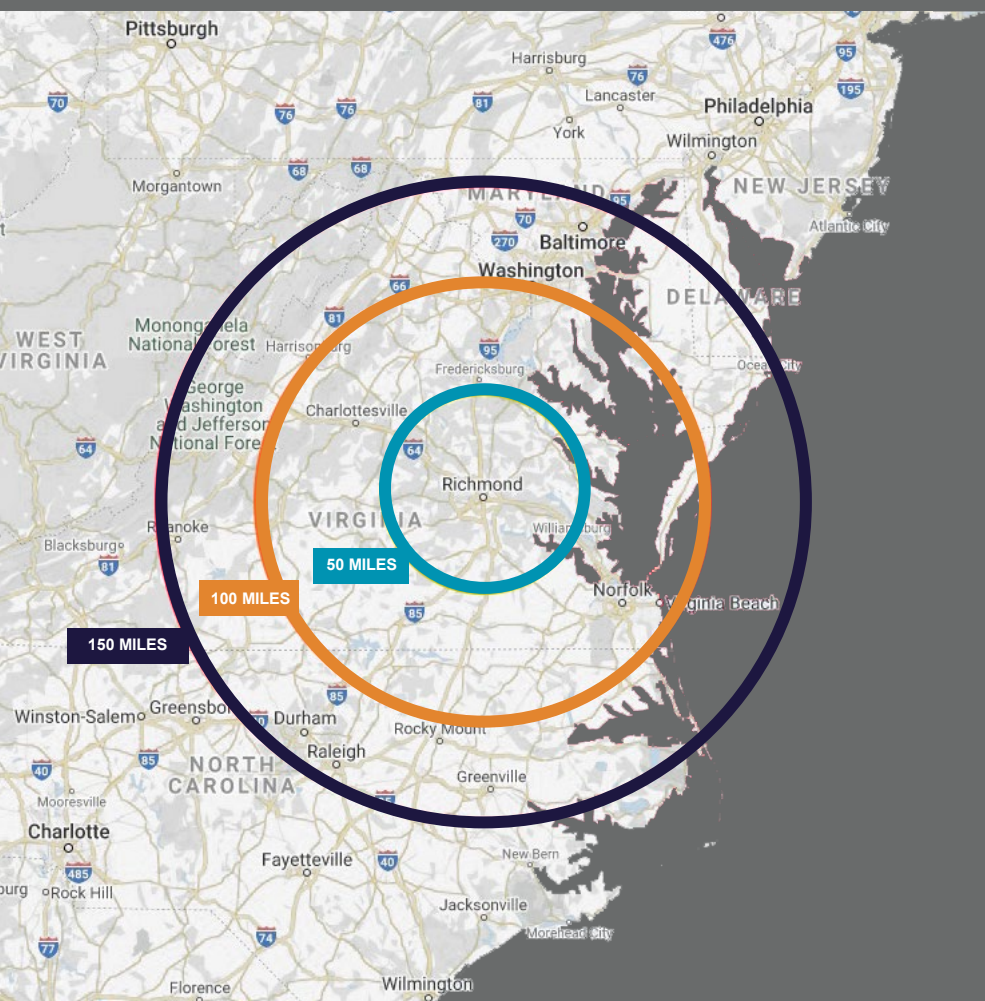 Pittsburgh
476
95
Harrisburg
76
70
81
Lancaster
195
76
76
Philadelphia
York
Wilmington
68
68
Morgantown
MARYLAND
NEW JERSEY
95
70
Atlantic City
270
Baltimore
Washington
66
DELAWARE
81
Monongahela
National Forest
WEST
VIRGINIA
Harrisonburg
95
Ocean City
Fredericksburg
George
Washington
and Jefferson
National Forest
Charlottesville
64
64
Richmond
VIRGINIA
Roanoke
Williamsburg
Blacksburg
50 MILES
81
Norfolk
100 MILES
Virginia Beach
85
150 MILES
85
Greensboro
Winston-Salem
Durham
Rocky Mount
Raleigh
85
NORTH
CAROLINA
40
Greenville
Mooresville
Charlotte
Fayetteville
40
New Bern
485
burg
Rock Hill
Jacksonville
74
Morehead City
77
Wilmington
Florence